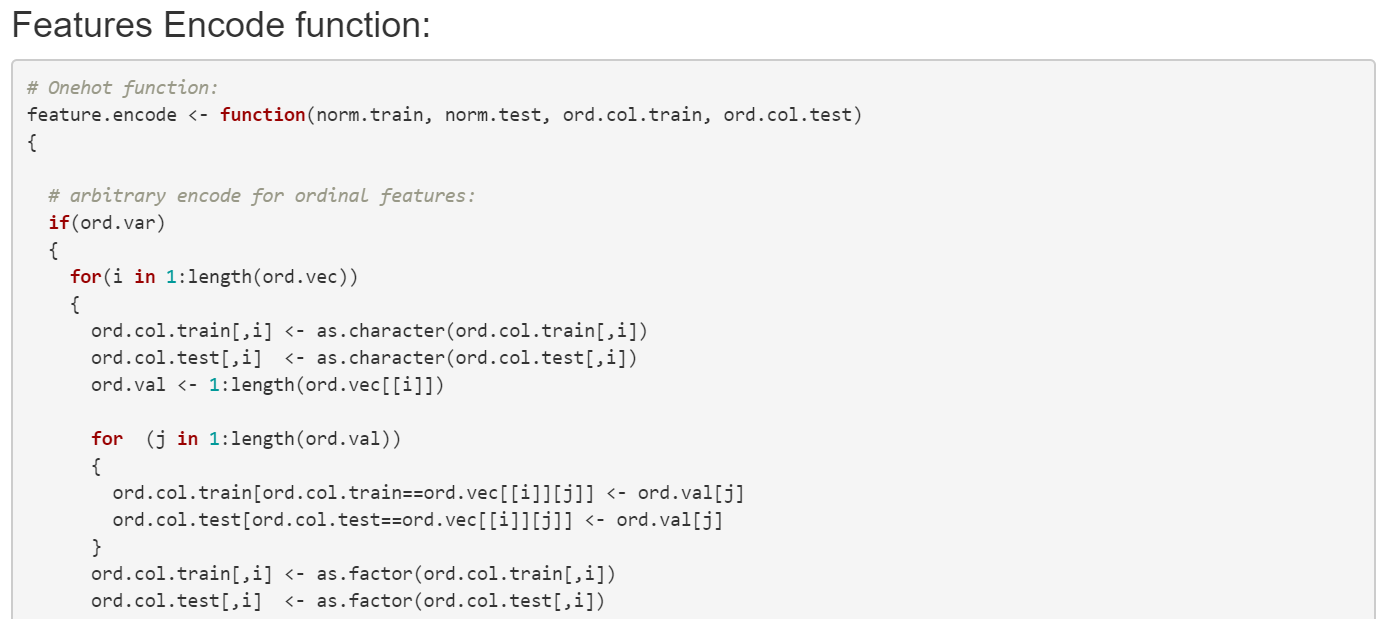 Features Encode function:
# Onehot function:
feature.encode <- function(norm.train, norm.test, ord.col.train, ord.col.test)
{
  # arbitrary encode for ordinal features:
  if(ord.var)
  {
    for(i in 1:length(ord.vec))
    {
      ord.col.train[,i] <- as.character(ord.col.train[,i])
      ord.col.test[,i]  <- as.character(ord.col.test[,i])
      ord.val <- 1:length(ord.vec[[i]])
      for  (j in 1:length(ord.val))
      {
        ord.col.train[ord.col.train==ord.vec[[i]][j]] <- ord.val[j]
        ord.col.test[ord.col.test==ord.vec[[i]][j]] <- ord.val[j]
      }
      ord.col.train[,i] <- as.factor(ord.col.train[,i])
      ord.col.test[,i]  <- as.factor(ord.col.test[,i])